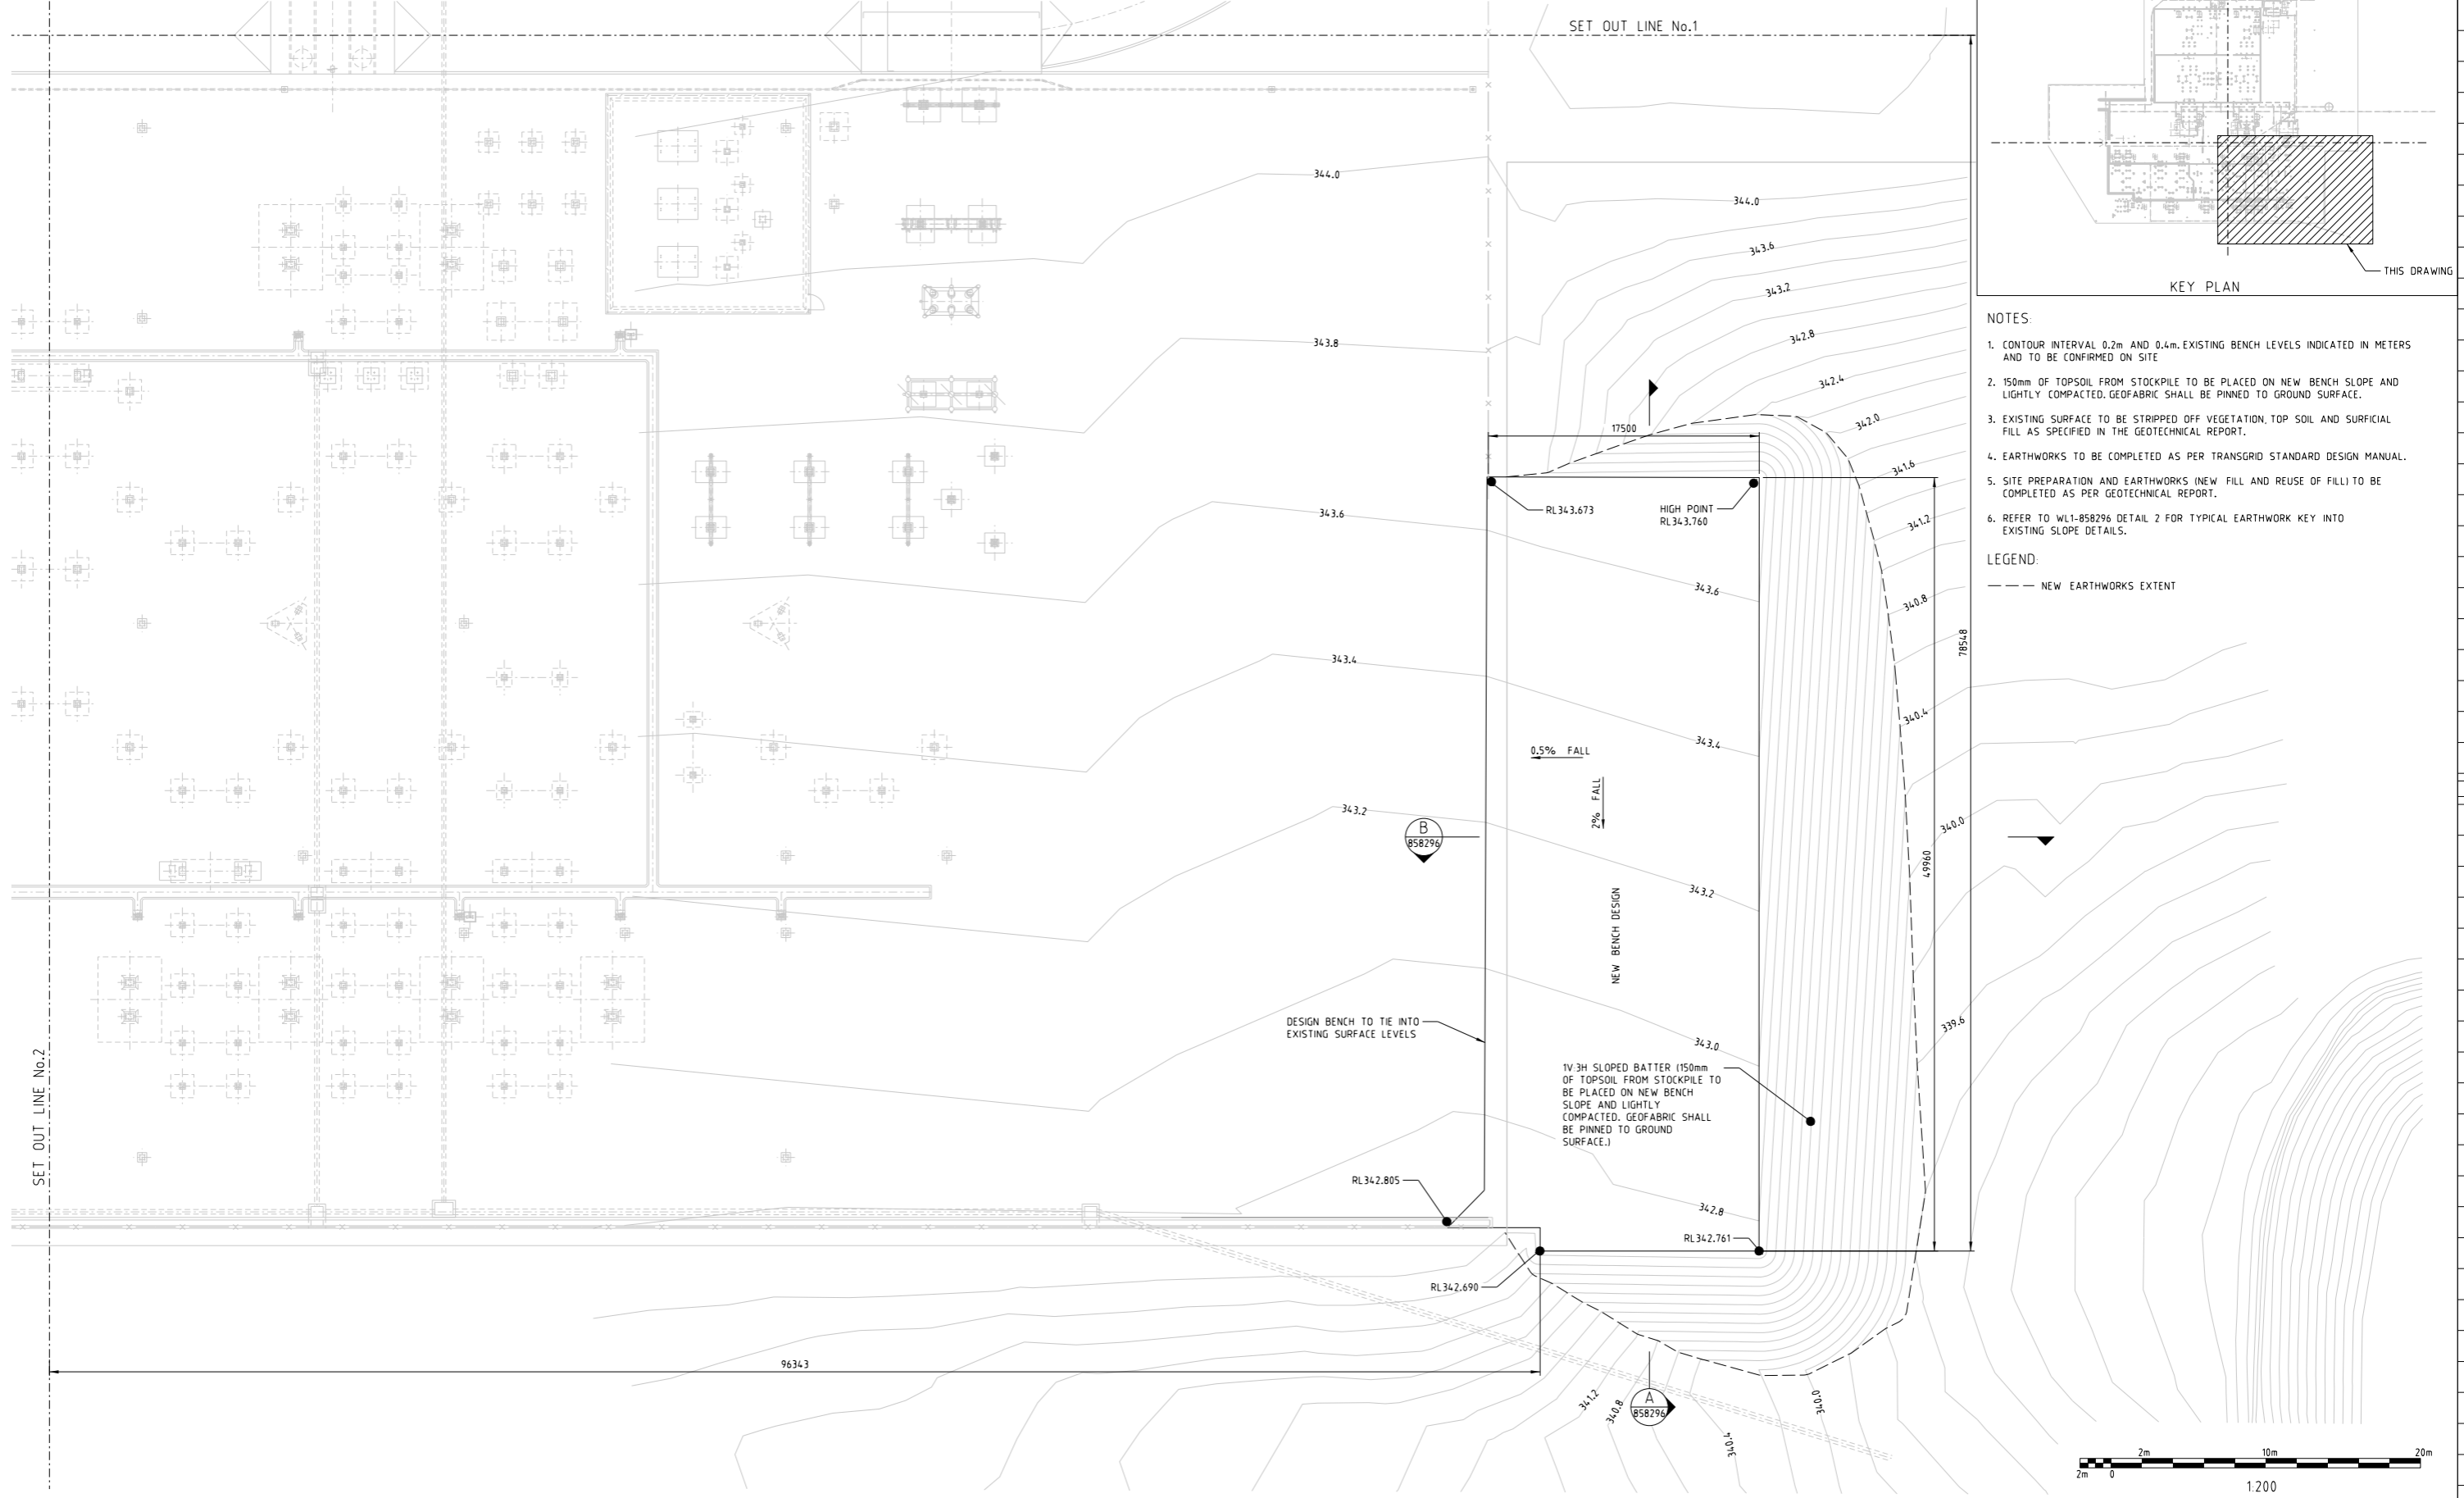 SET OUT LINE No.1
THIS DRAWING
KEY PLAN
NOTES:
1. CONTOUR INTERVAL 0.2m AND 0.4m. EXISTING BENCH LEVELS INDICATED IN METERS
AND TO BE CONFIRMED ON SITE
2. 150mm OF TOPSOIL FROM STOCKPILE TO BE PLACED ON NEW BENCH SLOPE AND
LIGHTLY COMPACTED. GEOFABRIC SHALL BE PINNED TO GROUND SURFACE.
3. EXISTING SURFACE TO BE STRIPPED OFF VEGETATION, TOP SOIL AND SURFICIAL
FILL AS SPECIFIED IN THE GEOTECHNICAL REPORT.
4. EARTHWORKS TO BE COMPLETED AS PER TRANSGRID STANDARD DESIGN MANUAL.
5. SITE PREPARATION AND EARTHWORKS (NEW FILL AND REUSE OF FILL) TO BE
COMPLETED AS PER GEOTECHNICAL REPORT.
6. REFER TO WL1-858296 DETAIL 2 FOR TYPICAL EARTHWORK KEY INTO
EXISTING SLOPE DETAILS.
LEGEND:
NEW EARTHWORKS EXTENT
344.0
344.0
343.6
343.2
343.8
342.8
342.4
342.0
17500
341.6
RL343.673
HIGH POINT
RL343.760
343.6
341.2
343.6
340.8
78548
343.4
340.4
343.4
0.5% FALL
2% FALL
343.2
B
858296
340.0
49960
343.2
NEW BENCH DESIGN
DESIGN BENCH TO TIE INTO
EXISTING SURFACE LEVELS
339.6
343.0
1V:3H SLOPED BATTER (150mm
OF TOPSOIL FROM STOCKPILE TO
BE PLACED ON NEW BENCH
SLOPE AND LIGHTLY
COMPACTED. GEOFABRIC SHALL
BE PINNED TO GROUND
SURFACE.)
SET OUT LINE No.2
RL342.805
342.8
RL342.761
RL342.690
96343
341.2
340.8
A
858296
340.4
340.0
2m
10m
20m
2m
0
1:200